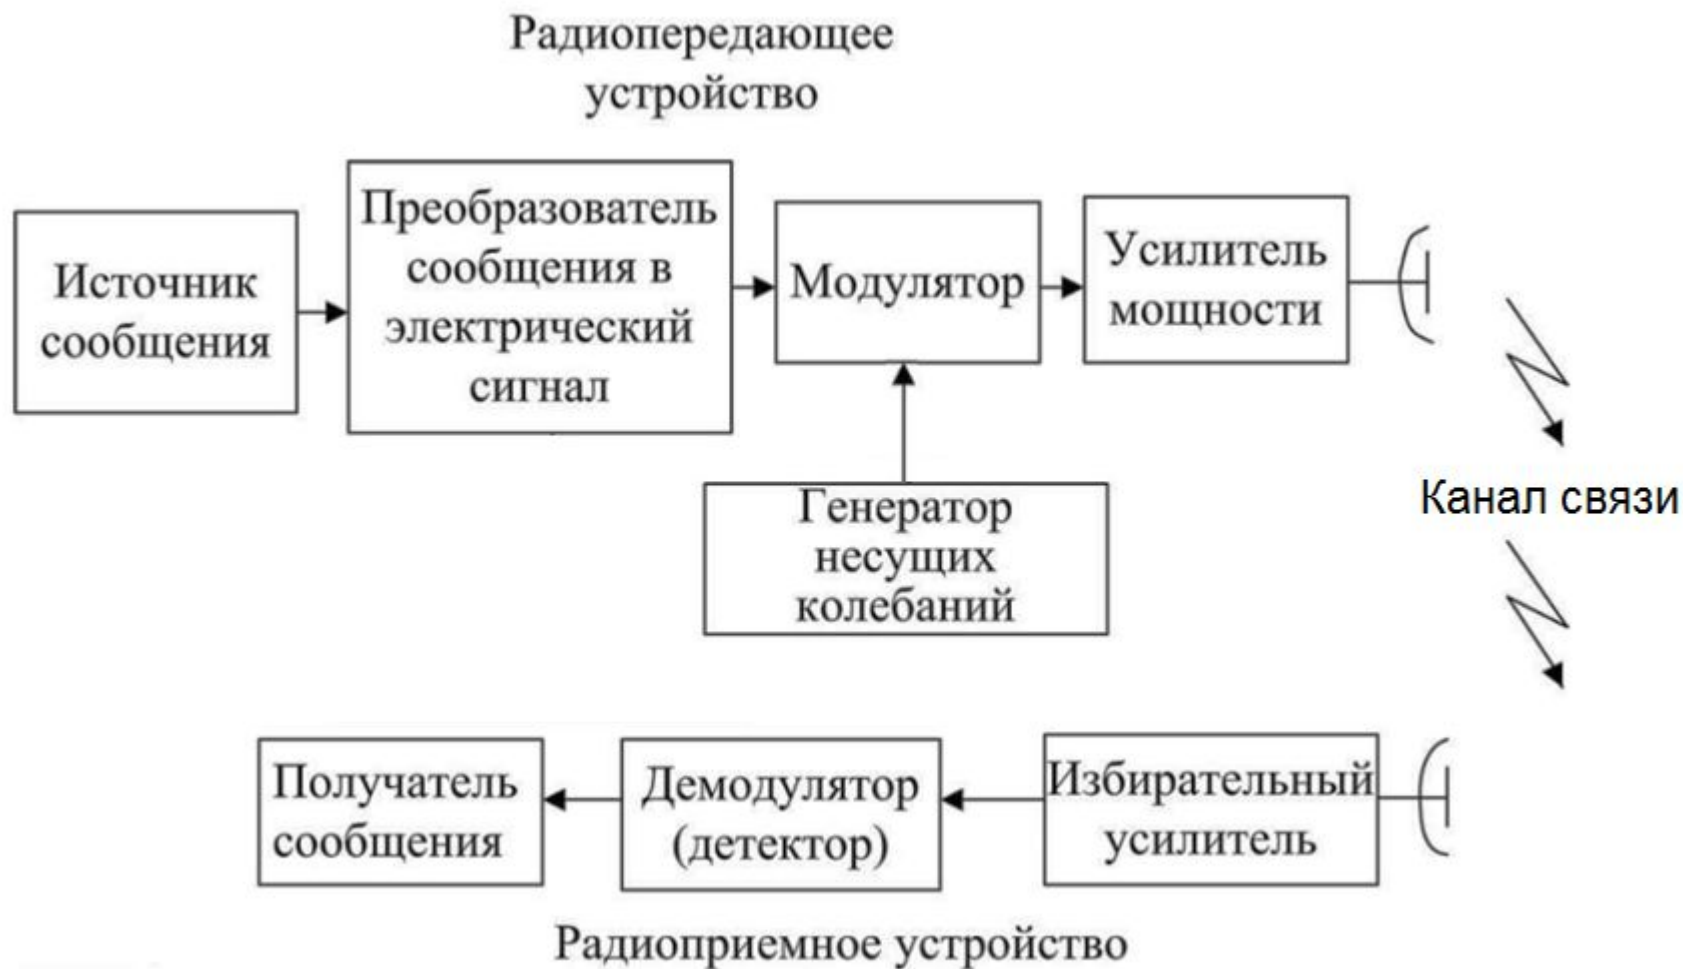 Радиопередающее
устройство
Источник
сообщения
Преобразователь
сообщения в
электрический
сигнал
Модулятор
Усилитель
мощности
Генератор
несущих
колебаний
Канал связи
Получатель
сообщения
Демодулятор
(детектор)
Избирательный
усилитель
Радиоприемное устройство